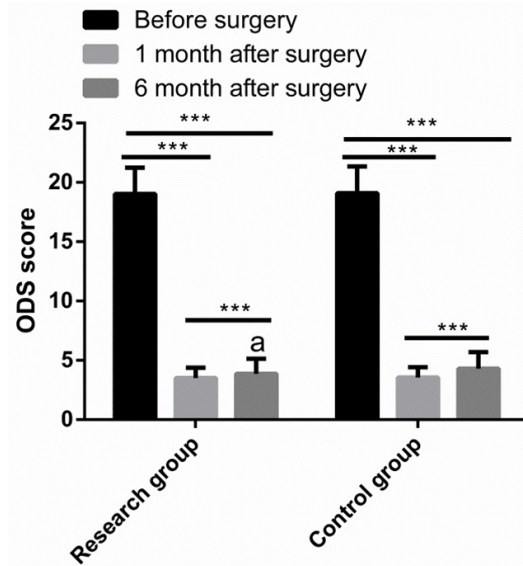 Before surgery
1 month after surgery
6 month after surgery
25
20
15
10
5
0
ODS score
***
***
***
a
***
***
***
Research group
Control group